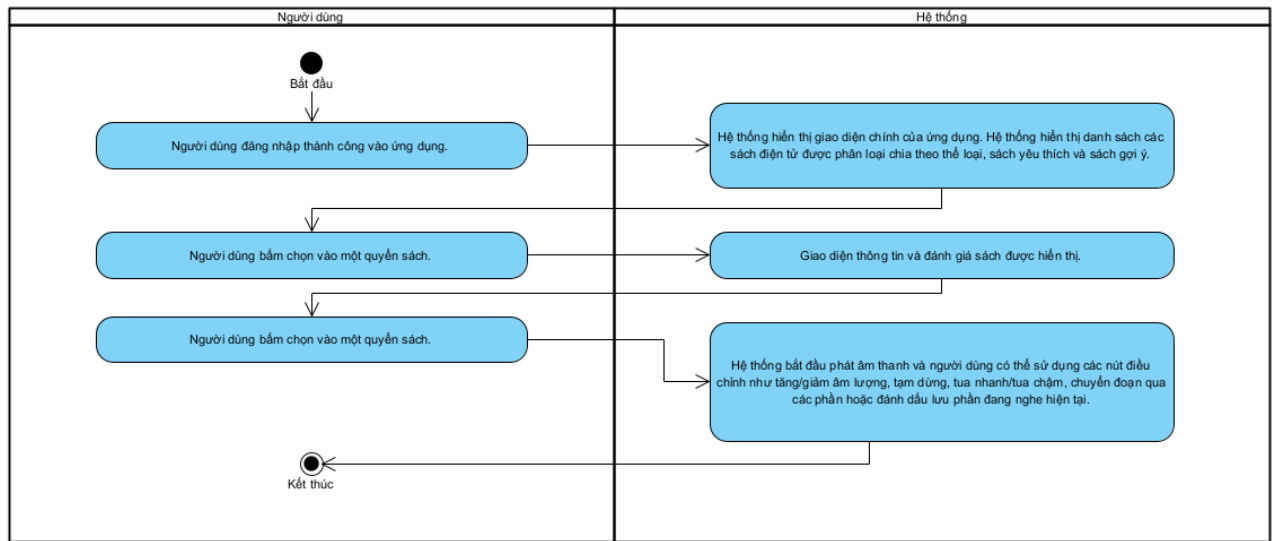 Người dùng
Hệ thống
Bắt đầu
Người dùng đăng nhập thành công vào ứng dụng.
Hệ thống hiển thị giao diện chính của ứng dụng. Hệ thống hiển thị danh sách các
sách điện tử được phân loại chia theo thể loại, sách yêu thích và sách gợi ý.
Người dùng bấm chọn vào một quyển sách.
Giao diện thông tin và đánh giá sách được hiển thị.
Người dùng bấm chọn vào một quyển sách.
Hệ thống bắt đầu phát âm thanh và người dùng có thể sử dụng các nút điều
chỉnh như tăng/giảm âm lượng, tạm dừng, tua nhanh/tua chậm, chuyển đoạn qua
các phần hoặc đánh dấu lưu phần đang nghe hiện tại.
Kết thúc